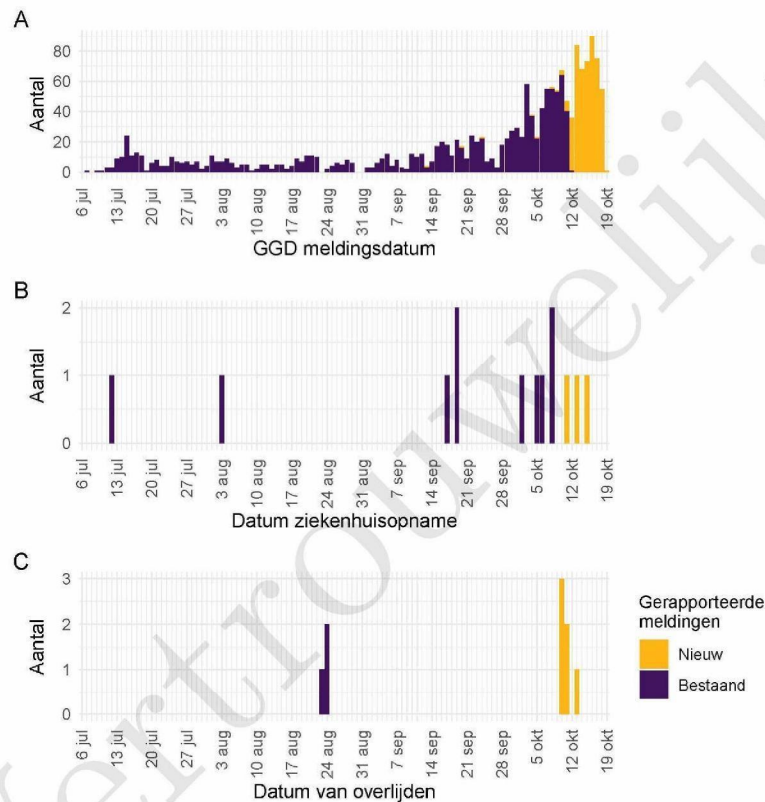 A
Aantal
80
60
40
20
0
6 jul 13 jul 20 jul 27 jul 3 aug 10 aug 17 aug 24 aug 31 aug 7 sep 14 sep 21 sep 28 sep 5 okt 12 okt 19 okt
GGD meldingsdatum
B
Aantal
2
1
0
6 jul 13 jul 20 jul 27 jul 3 aug 10 aug 17 aug 24 aug 31 aug 7 sep 14 sep 21 sep 28 sep 5 okt 12 okt 19 okt
Datum ziekenhuisopname
C
Aantal
3
2
1
0
6 jul 13 jul 20 jul 27 jul 3 aug 10 aug 17 aug 24 aug 31 aug 7 sep 14 sep 21 sep 28 sep 5 okt 12 okt 19 okt
Datum van overlijden
Gerapporteerde
meldingen
Nieuw
Bestaand
fertrouwelijk